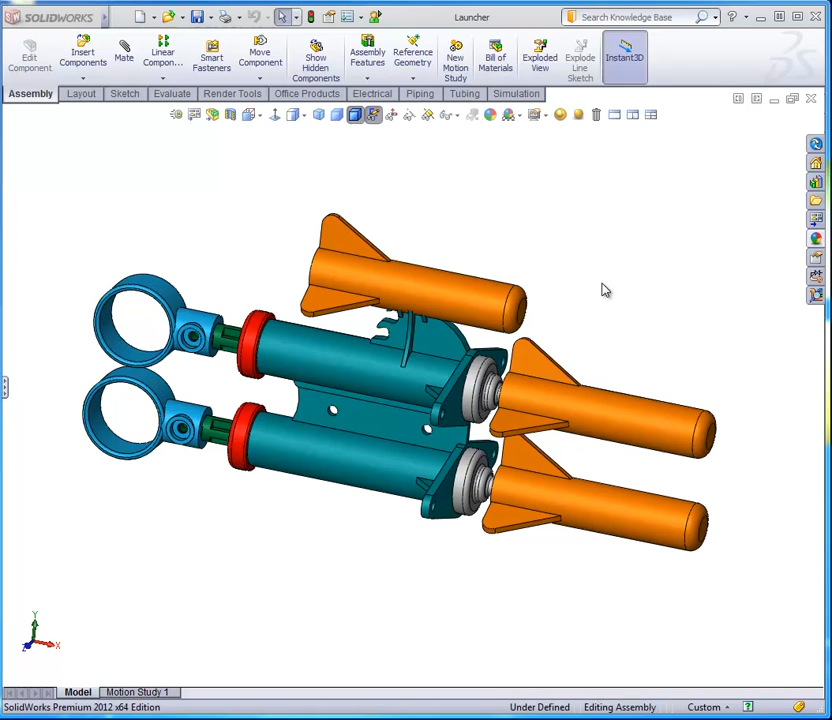 SOLIDWORKS
Launcher
Search Knowledge Base
?
Edit Component
Insert Components
Mate
Linear Compon...
Smart Fasteners
Move Component
Show Hidden Components
Assembly Features
Reference Geometry
New Motion Study
Bill of Materials
Exploded View
Explode Line Sketch
Instant3D
Assembly
Layout
Sketch
Evaluate
Render Tools
Office Products
Electrical
Piping
Tubing
Simulation
Y
X
Z
Model
Motion Study 1
SolidWorks Premium 2012 x64 Edition
Under Defined
Editing Assembly
Custom
?